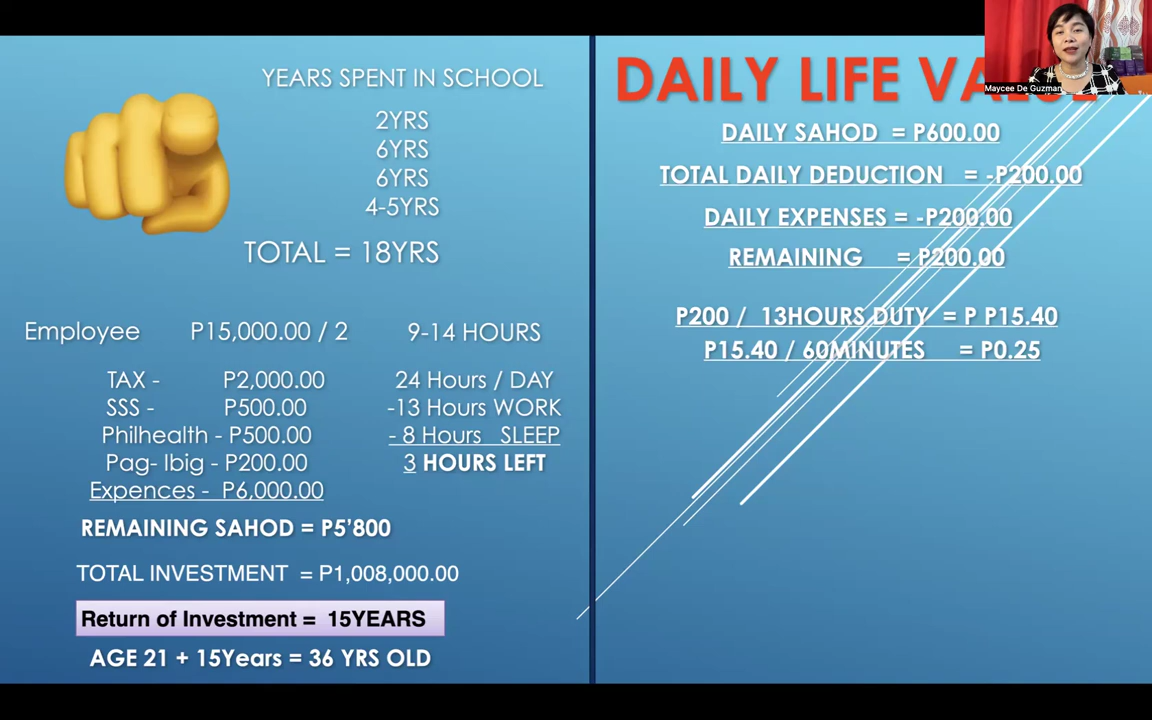 YEARS SPENT IN SCHOOL
2YRS
6YRS
6YRS
4-5YRS
TOTAL = 18YRS
Employee P15,000.00 / 2 9-14 HOURS
TAX - P2,000.00
SSS - P500.00
Philhealth - P500.00
Pag- Ibig - P200.00
Expences - P6,000.00
24 Hours / DAY
-13 Hours WORK
- 8 Hours SLEEP
3 HOURS LEFT
REMAINING SAHOD = P5'800
TOTAL INVESTMENT = P1,008,000.00
Return of Investment = 15YEARS
AGE 21 + 15Years = 36 YRS OLD
DAILY LIFE VALUE
DAILY SAHOD = P600.00
TOTAL DAILY DEDUCTION = -P200.00
DAILY EXPENSES = -P200.00
REMAINING = P200.00
P200 / 13HOURS DUTY = P P15.40
P15.40 / 60MINUTES = P0.25
Maycee De Guzman